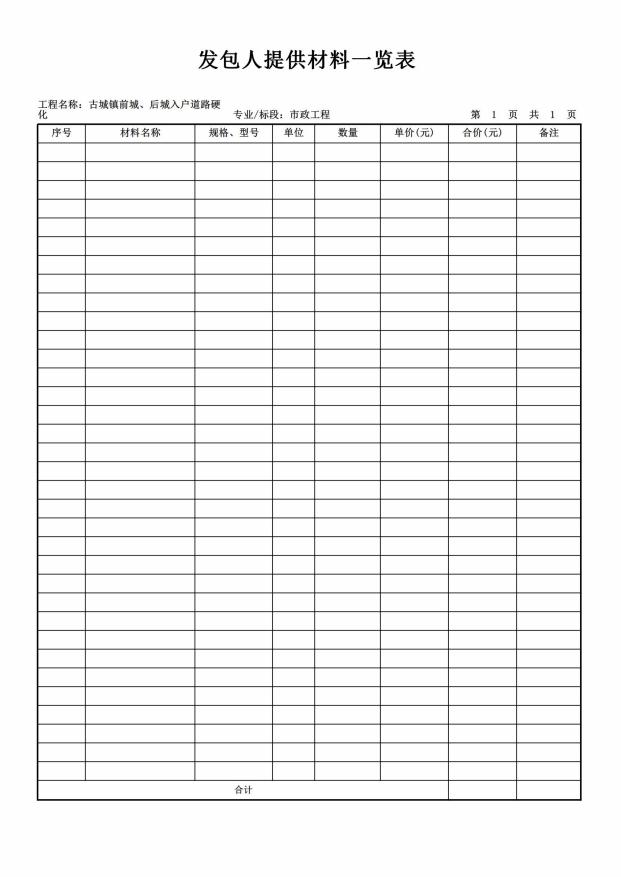 发包人提供材料一览表
工程名称：古城镇前城、后城入户道路硬
化 专业/标段：市政工程 第 1 页 共 1 页
序号 材料名称 规格、型号 单位 数量 单价(元) 合价(元) 备注
合计